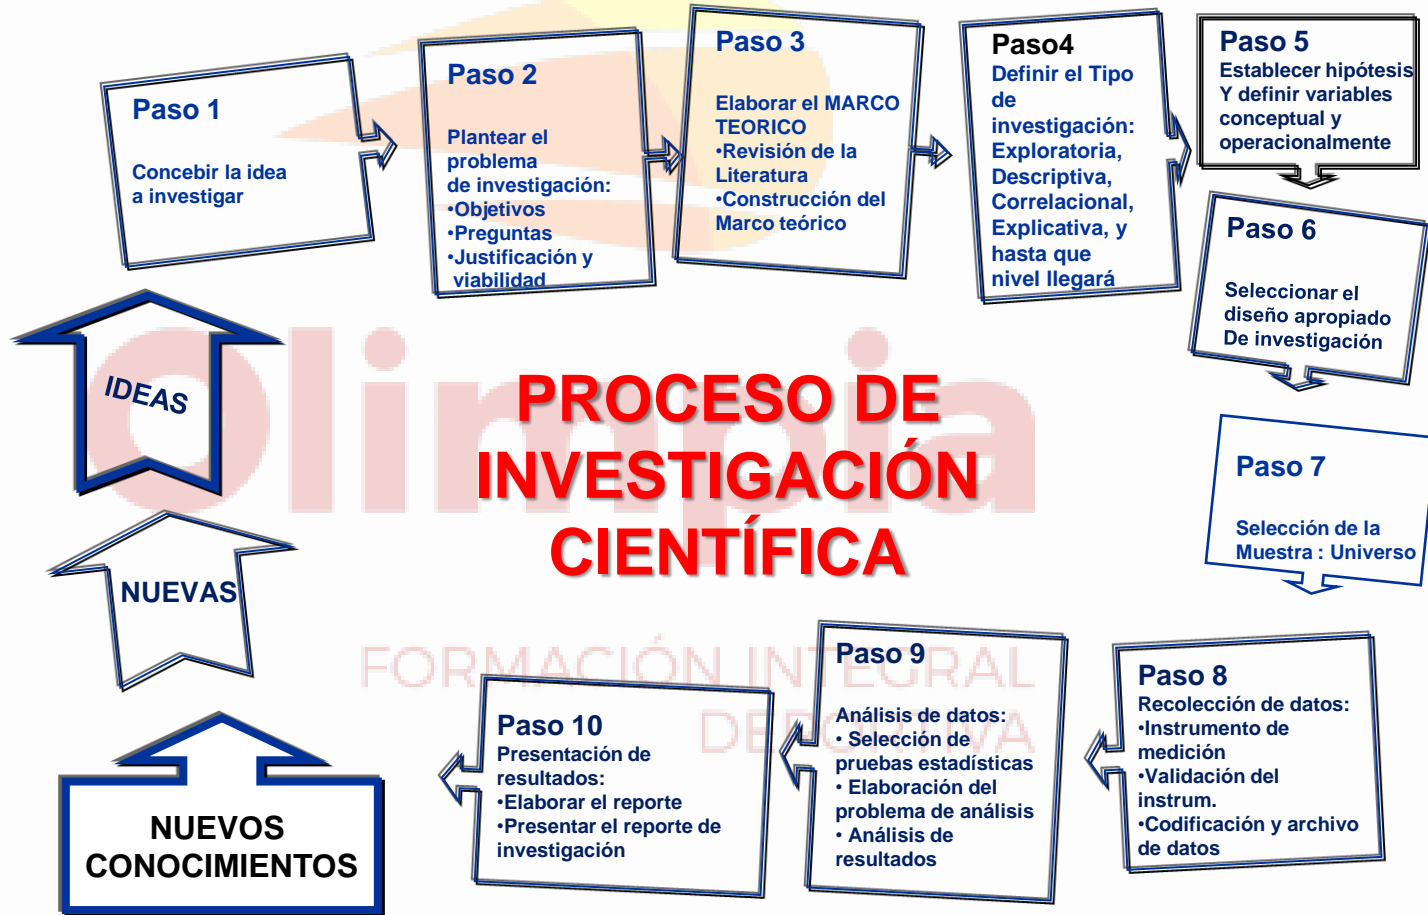 Paso 1
Concebir la idea
a investigar
Paso 2
Plantear el
problema
de investigación:
•Objetivos
•Preguntas
•Justificación y
viabilidad
Paso 3
Elaborar el MARCO
TEORICO
•Revisión de la
Literatura
•Construcción del
Marco teórico
Paso4
Definir el Tipo
de
investigación:
Exploratoria,
Descriptiva,
Correlacional,
Explicativa, y
hasta que
nivel llegará
Paso 5
Establecer hipótesis
Y definir variables
conceptual y
operacionalmente
Paso 6
Seleccionar el
diseño apropiado
De investigación
Paso 7
Selección de la
Muestra : Universo
Paso 8
Recolección de datos:
•Instrumento de
medición
•Validación del
instrum.
•Codificación y archivo
de datos
Paso 9
Análisis de datos:
• Selección de
pruebas estadísticas
• Elaboración del
problema de análisis
• Análisis de
resultados
Paso 10
Presentación de
resultados:
•Elaborar el reporte
•Presentar el reporte de
investigación
NUEVOS
CONOCIMIENTOS
NUEVAS
IDEAS
PROCESO DE
INVESTIGACIÓN
CIENTÍFICA
Olimpia
FORMACIÓN INTEGRAL
DEPORTIVA